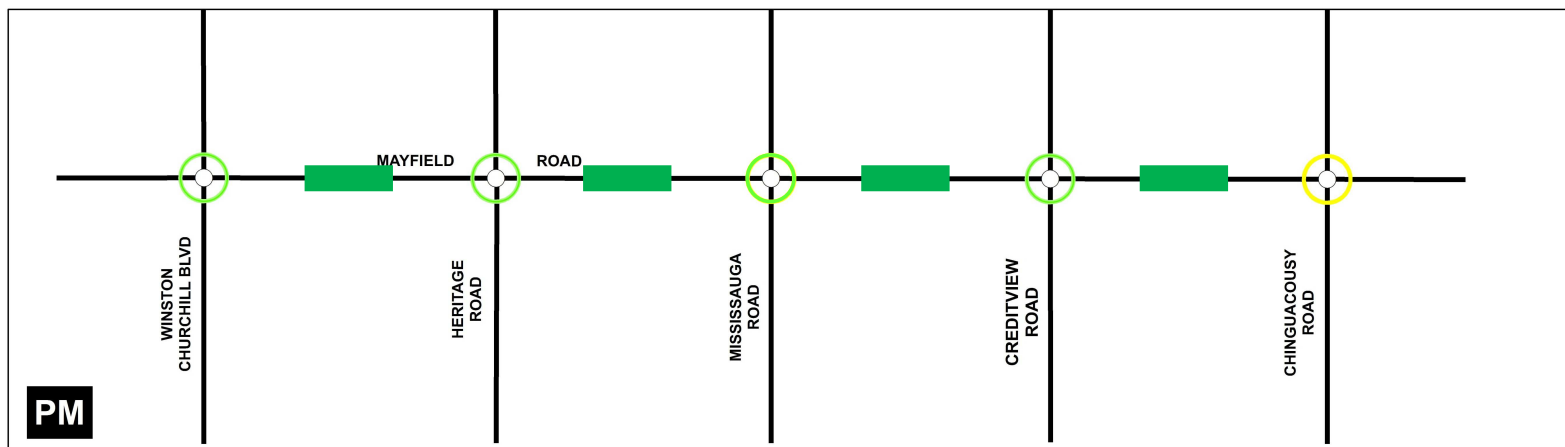 MAYFIELD ROAD
WINSTON
CHURCHILL BLVD
HERITAGE
ROAD
MISSISSAUGA
ROAD
CREDITVIEW
ROAD
CHINGUACOUSY
ROAD
PM